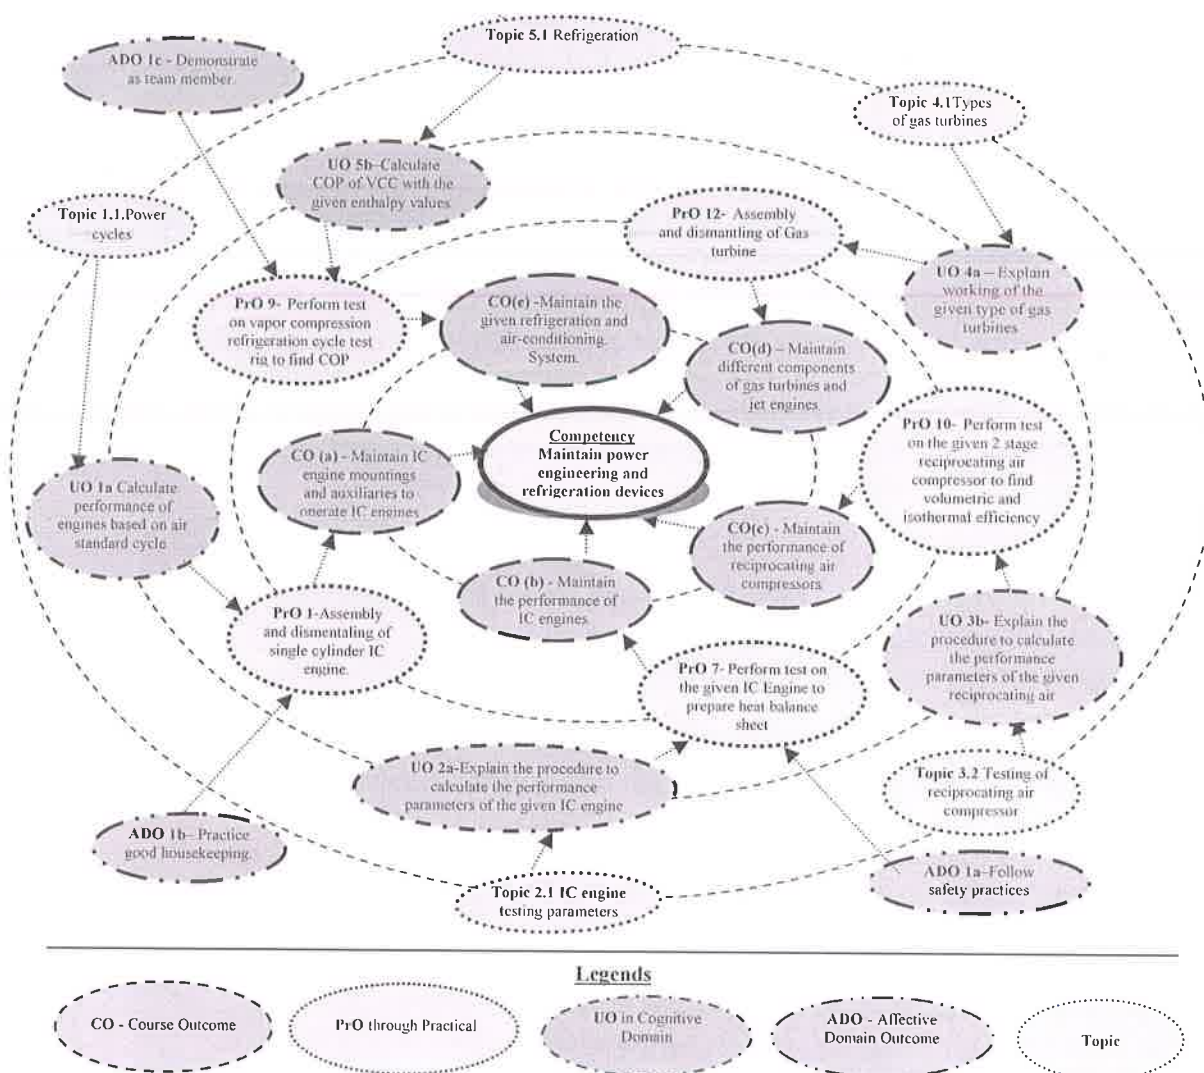 Topic 5.1 Refrigeration
ADO 1c - Demonstrate
as team member.
Topic 4.1Types
of gas turbines
UO 5b–Calculate
COP of VCC with the
given enthalpy values
Topic 1.1.Power
cycles
PrO 12- Assembly
and dismantling of Gas
turbine
UO 4a – Explain
working of the
given type of gas
turbines
PrO 9- Perform test
on vapor compression
refrigeration cycle test
rig to find COP
CO(e) -Maintain the
given refrigeration and
air-conditioning.
System.
CO(d) – Maintain
different components
of gas turbines and
jet engines
PrO 10- Perform test
on the given 2 stage
reciprocating air
compressor to find
volumetric and
isothermal efficiency
Competency
Maintain power
engineering and
refrigeration devices
CO (a) - Maintain IC
engine mountings
and auxiliaries to
operate IC engines
UO 1a Calculate
performance of
engines based on air
standard cycle
CO(c) - Maintain
the performance of
reciprocating air
compressors
CO (b) - Maintain
the performance of
IC engines
PrO 1-Assembly
and dismentaling of
single cylinder IC
engine.
UO 3b- Explain the
procedure to calculate
the performance
parameters of the given
reciprocating air
PrO 7- Perform test on
the given IC Engine to
prepare heat balance
sheet
UO 2a-Explain the procedure to
calculate the performance
parameters of the given IC engine
Topic 3.2 Testing of
reciprocating air
compressor
ADO 1b– Practice
good housekeeping.
ADO 1a–Follow
safety practices
Topic 2.1 IC engine
testing parameters
Legends
CO - Course Outcome
PrO through Practical
UO in Cognitive
Domain
ADO - Affective
Domain Outcome
Topic